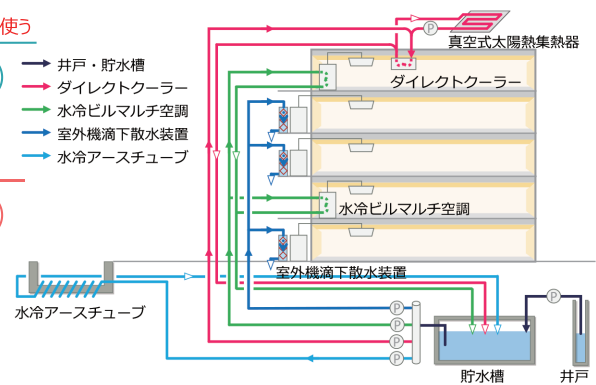 使う
井戸・貯水槽
ダイレクトクーラー
水冷ビルマルチ空調
室外機滴下散水装置
水冷アースチューブ
P
真空式太陽熱集熱器
ダイレクトクーラー
水冷ビルマルチ空調
室外機滴下散水装置
水冷アースチューブ
P
P
P
P
P
貯水槽
井戸